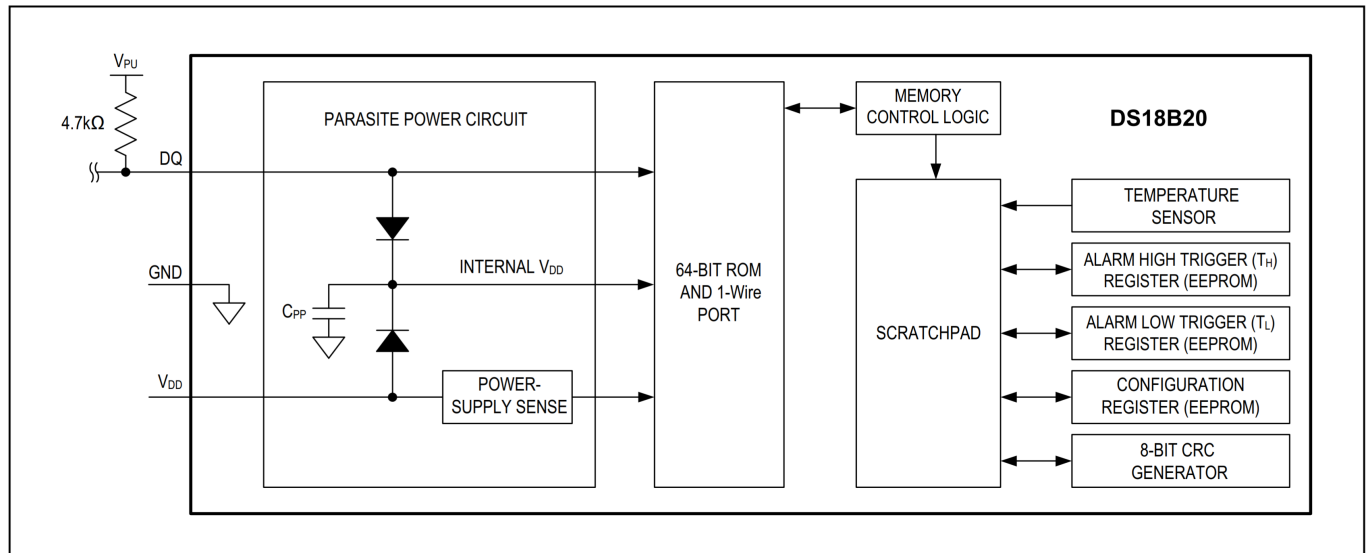 VPU
4.7kΩ
DQ
GND
VDD
PARASITE POWER CIRCUIT
INTERNAL VDD
CPP
POWER-
SUPPLY SENSE
64-BIT ROM
AND 1-Wire
PORT
MEMORY
CONTROL LOGIC
SCRATCHPAD
DS18B20
TEMPERATURE
SENSOR
ALARM HIGH TRIGGER (TH)
REGISTER (EEPROM)
ALARM LOW TRIGGER (TL)
REGISTER (EEPROM)
CONFIGURATION
REGISTER (EEPROM)
8-BIT CRC
GENERATOR